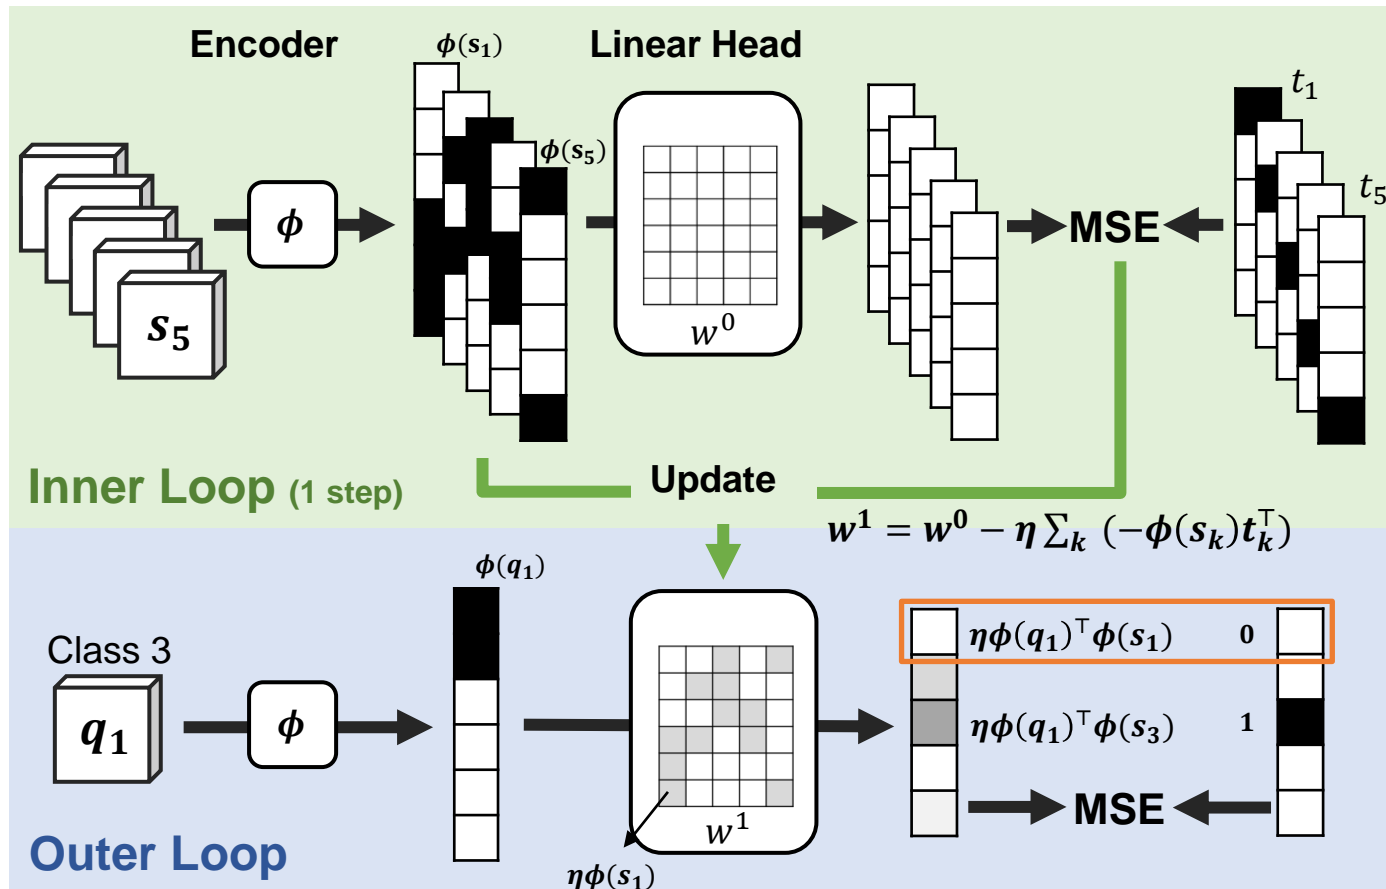 Encoder
ϕ(s₁)
Linear Head
t₁
ϕ(s₅)
t₅
ϕ
MSE
s₅
w⁰
Inner Loop (1 step)
Update
w¹ = w⁰ − η ∑ₖ (−ϕ(sₖ)tₖ^⊤)
ϕ(q₁)
Class 3
ηϕ(q₁)^⊤ϕ(s₁) 0
q₁
ϕ
ηϕ(q₁)^⊤ϕ(s₃) 1
MSE
w¹
Outer Loop
ηϕ(s₁)